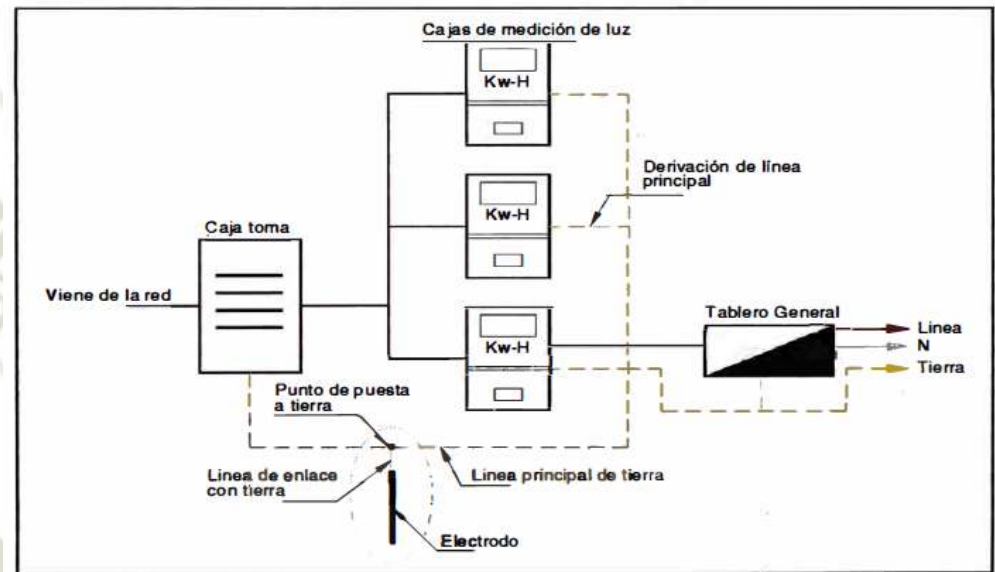 Cajas de medición de luz
Kw-H
Derivación de línea
principal
Kw-H
Caja toma
Viene de la red
Tablero General
Kw-H
Linea
N
Tierra
Punto de puesta
a tierra
Linea de enlace
con tierra
Linea principal de tierra
Electrodo